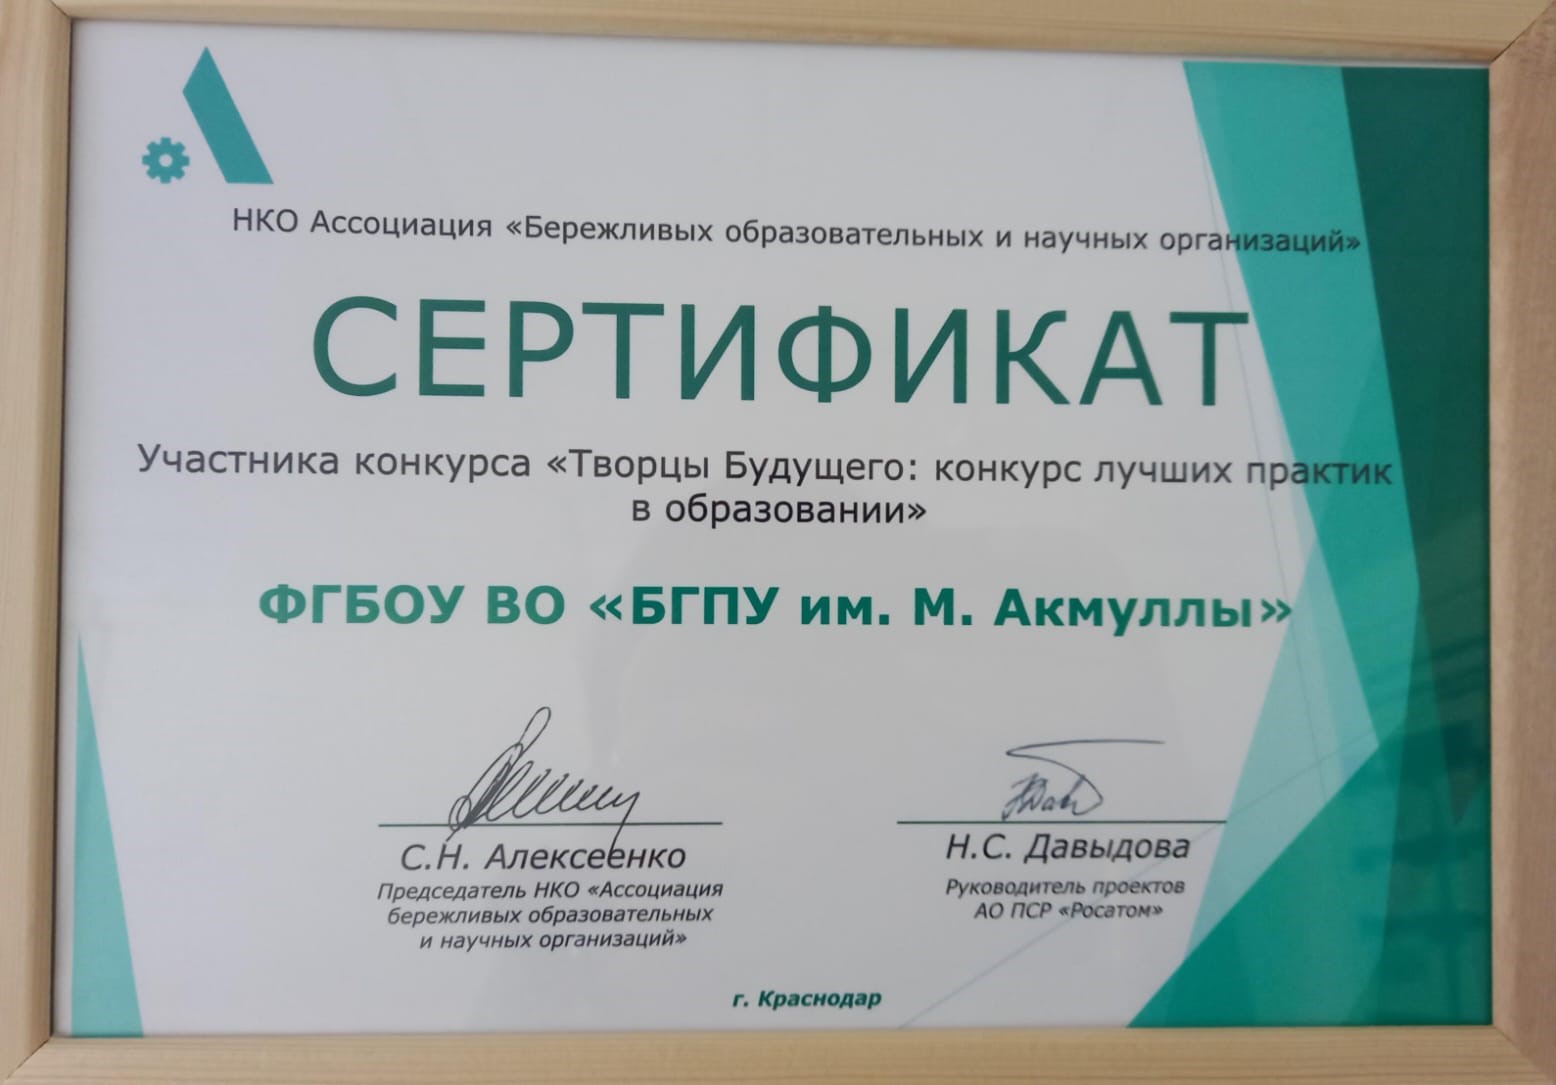 НКО Ассоциация «Бережливых образовательных и научных организаций»
СЕРТИФИКАТ
Участника конкурса «Творцы Будущего: конкурс лучших практик
в образовании»
ФГБОУ ВО «БГПУ им. М. Акмуллы»
С.Н. Алексеенко
Председатель НКО «Ассоциация
бережливых образовательных
и научных организаций»
Н.С. Давыдова
Руководитель проектов
АО ПСР «Росатом»
г. Краснодар